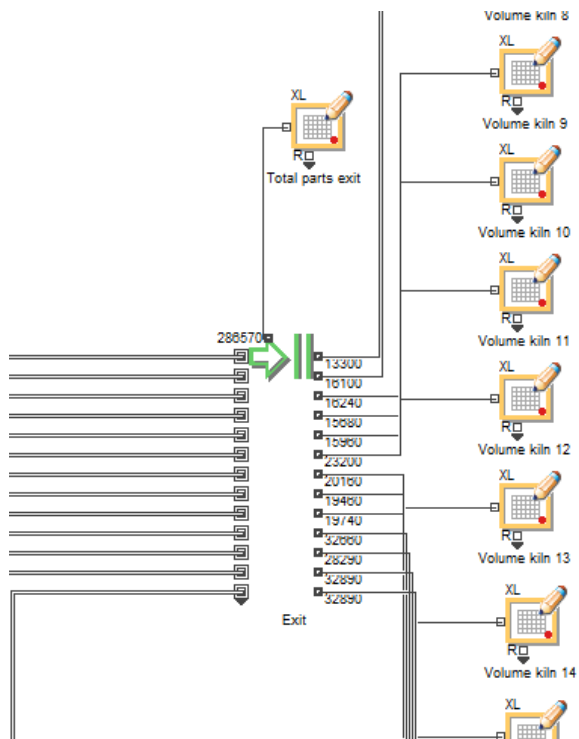 Volume kiln 8
XL
R
Volume kiln 9
XL
R
Total parts exit
XL
R
Volume kiln 10
XL
R
Volume kiln 11
286570
13300
16100
16240
15680
15960
23200
20160
19460
19740
32660
28290
32890
32890
Exit
XL
R
Volume kiln 12
XL
R
Volume kiln 13
XL
R
Volume kiln 14
XL